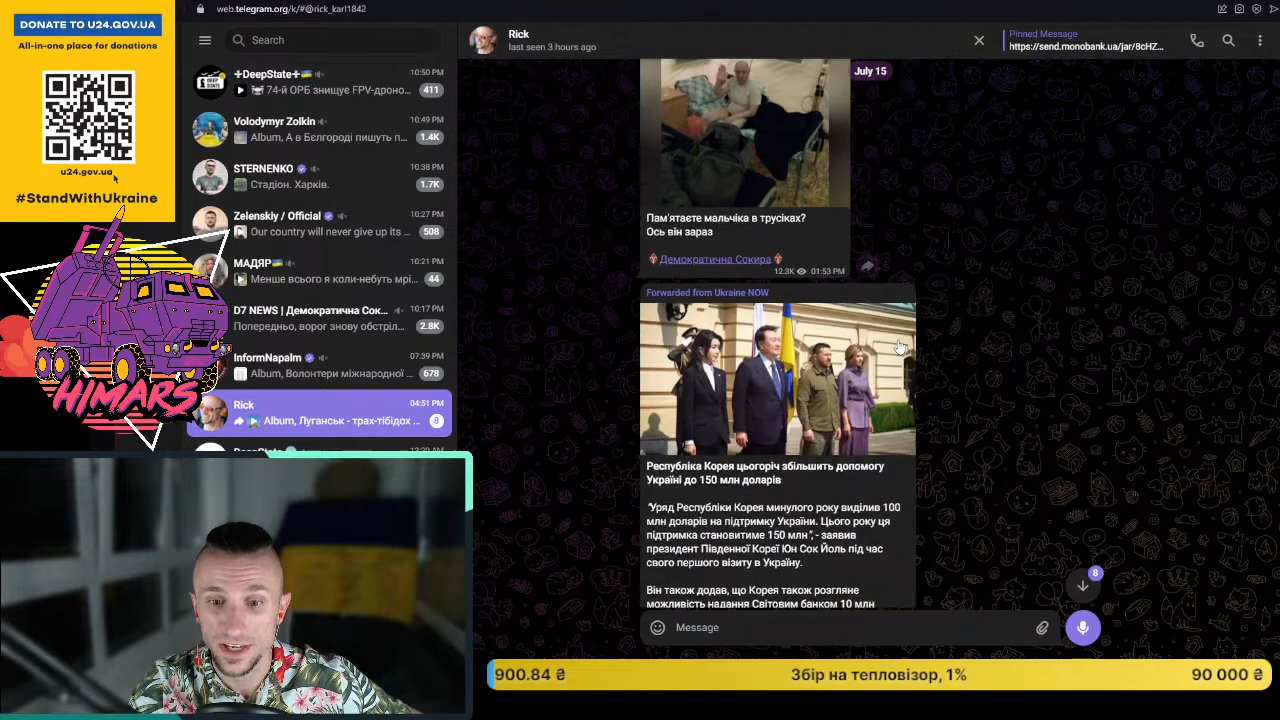 DONATE TO U24.GOV.UA
All-in-one place for donations
u24.gov.ua
#StandWithUkraine
HIMARS
web.telegram.org/k/#@rick_karl1842
Search
DEEP STATE
✙DeepState✙🇺🇦
10:50 PM
74-й ОРБ знищує FPV-дроно...
411
Volodymyr Zolkin
10:49 PM
Album, А в Бєлгороді пишуть п...
1.4K
STERNENKO
10:38 PM
Стадіон. Харків.
1.7K
Zelenskiy / Official
10:27 PM
Our country will never give up its ...
508
МАДЯР🇺🇦
10:21 PM
Менше всього я коли-небуть мрі...
44
D7 NEWS | Демократична Сок...
10:17 PM
Попередньо, ворог знову обстріл...
2.8K
InformNapalm
07:39 PM
Album, Волонтери міжнародної ...
678
Rick
04:51 PM
Album, Луганськ - трах-тібідох ...
8
Rick
last seen 3 hours ago
Pinned Message
https://send.monobank.ua/jar/8cHZ...
July 15
Пам'ятаєте мальчіка в трусіках?
Ось він зараз
Демократична Сокира
12.3K 01:53 PM
Forwarded from Ukraine NOW
Республіка Корея цьогоріч збільшить допомогу
Україні до 150 млн доларів
"Уряд Республіки Корея минулого року виділив 100
млн доларів на підтримку України. Цього року ця
підтримка становитиме 150 млн", - заявив
президент Південної Кореї Юн Сок Йоль під час
свого першого візиту в Україну.
Він також додав, що Корея також розгляне
можливість надання Світовим банком 10 млн
8
Message
900.84 ₴
Збір на тепловізор, 1%
90 000 ₴